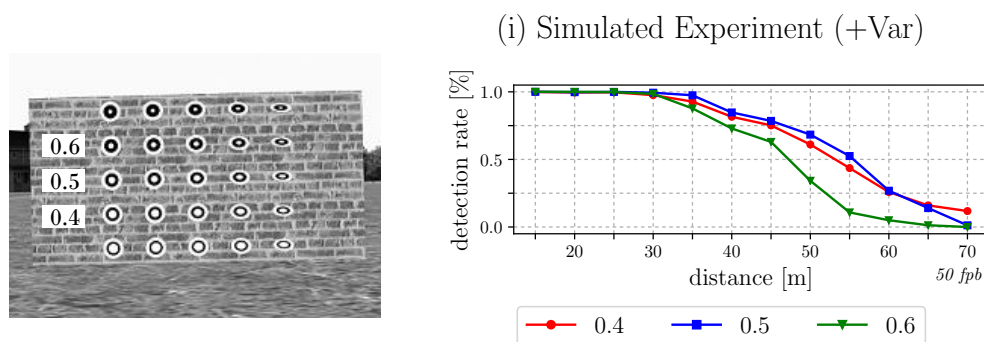 (i) Simulated Experiment (+Var)
0.6
0.5
0.4
detection rate [%]
1.0
0.5
0.0
20 30 40 50 60 70
distance [m]
50 fpb
0.4 0.5 0.6